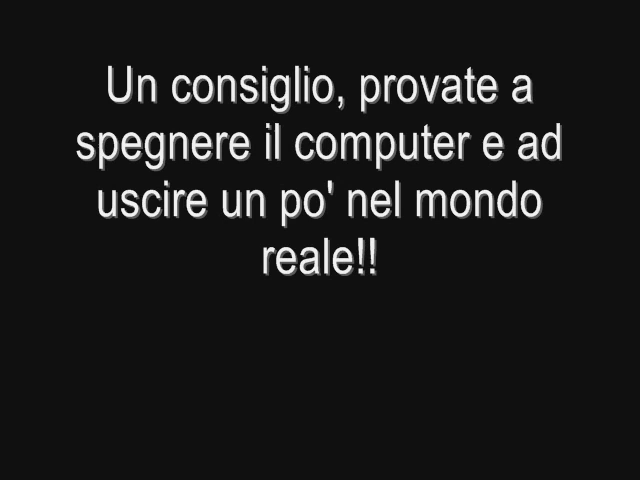 Un consiglio, provate a
spegnere il computer e ad
uscire un po' nel mondo
reale!!